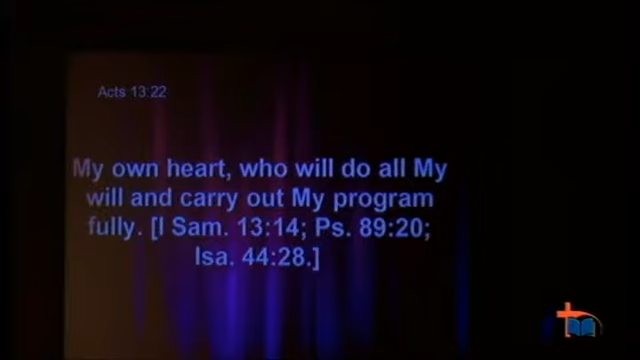 Acts 13:22
My own heart, who will do all My
will and carry out My program
fully. [I Sam. 13:14; Ps. 89:20;
Isa. 44:28.]